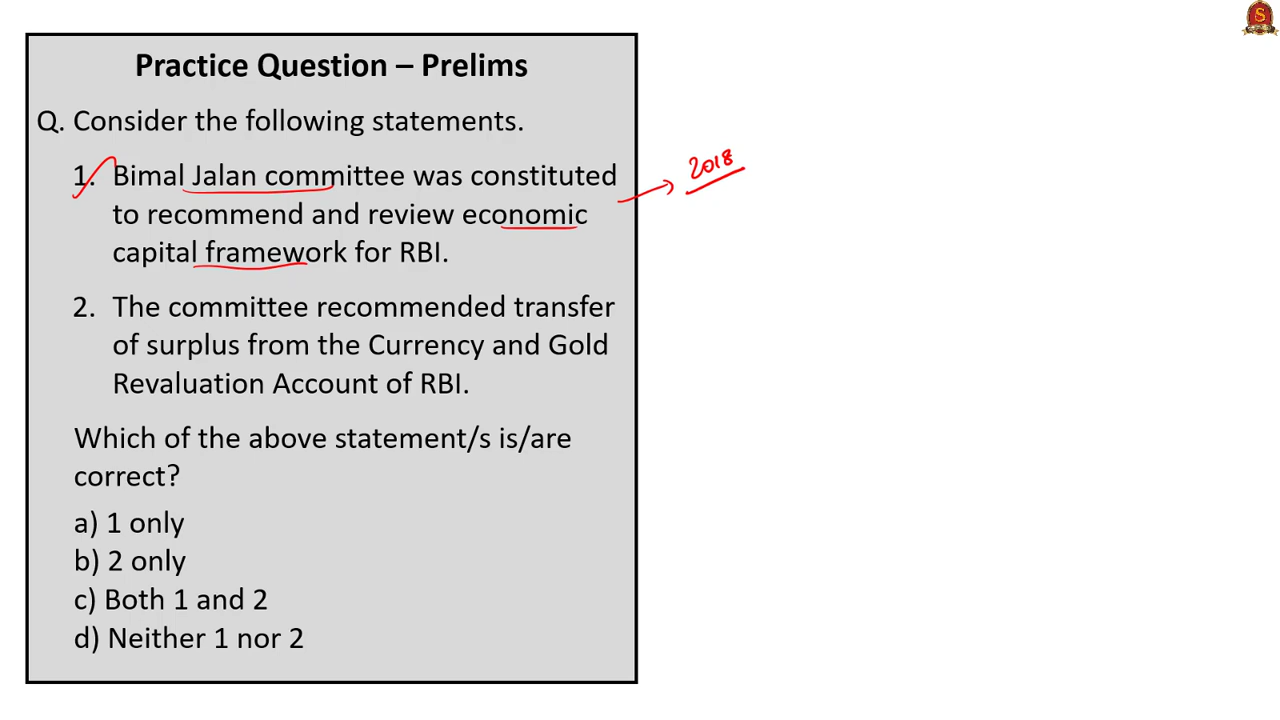 Practice Question – Prelims
Q. Consider the following statements.
1. Bimal Jalan committee was constituted
to recommend and review economic
capital framework for RBI.
2018
2. The committee recommended transfer
of surplus from the Currency and Gold
Revaluation Account of RBI.
Which of the above statement/s is/are
correct?
a) 1 only
b) 2 only
c) Both 1 and 2
d) Neither 1 nor 2